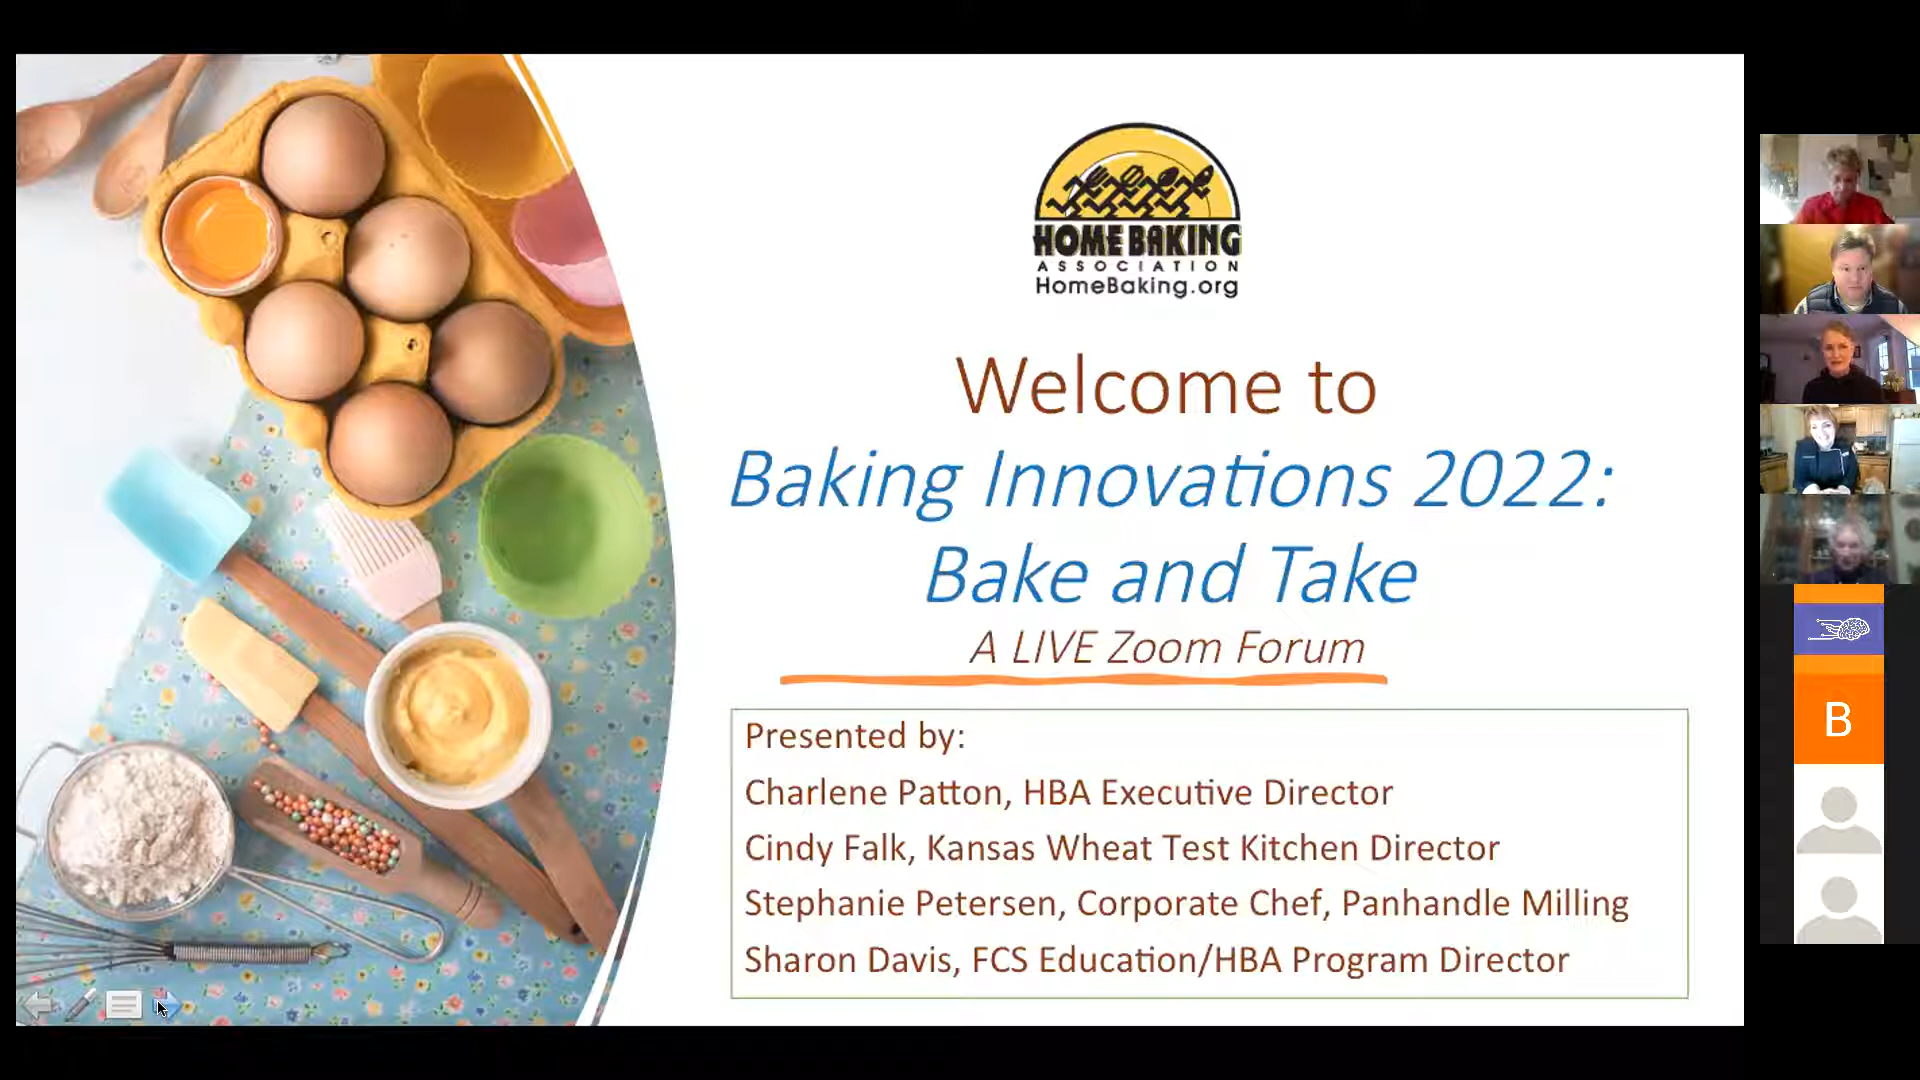 HOME BAKING
ASSOCIATION
HomeBaking.org
Welcome to
Baking Innovations 2022:
Bake and Take
A LIVE Zoom Forum
Presented by:
Charlene Patton, HBA Executive Director
Cindy Falk, Kansas Wheat Test Kitchen Director
Stephanie Petersen, Corporate Chef, Panhandle Milling
Sharon Davis, FCS Education/HBA Program Director
B